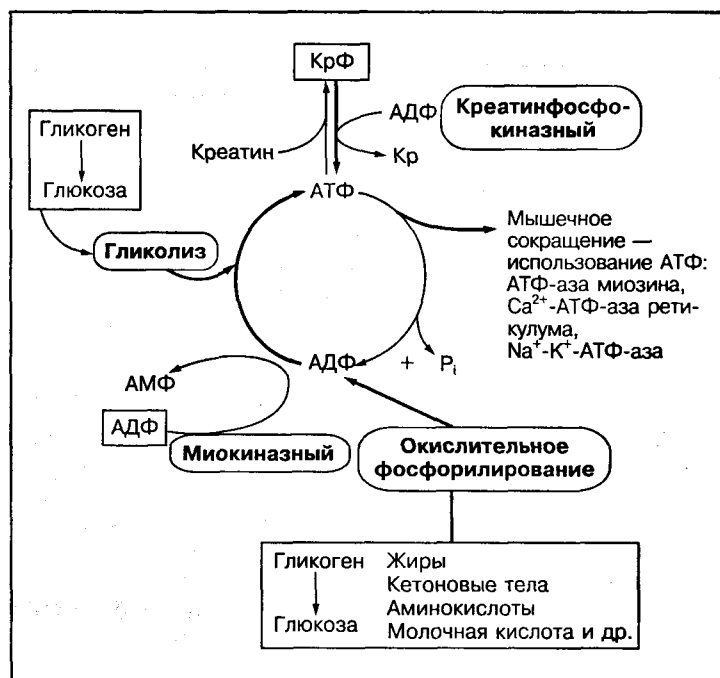 КрФ
АДФ
Креатинфосфо-
киназный
Гликоген
Креатин
Кр
Глюкоза
АТФ
Гликолиз
Мышечное
сокращение —
использование АТФ:
АТФ-аза миозина,
Ca²⁺-АТФ-аза рети-
кулума,
Na⁺-K⁺-АТФ-аза
АДФ + Pᵢ
АМФ
АДФ
Миокиназный
Окислительное
фосфорилирование
Гликоген Жиры
Кетоновые тела
Аминокислоты
Глюкоза Молочная кислота и др.